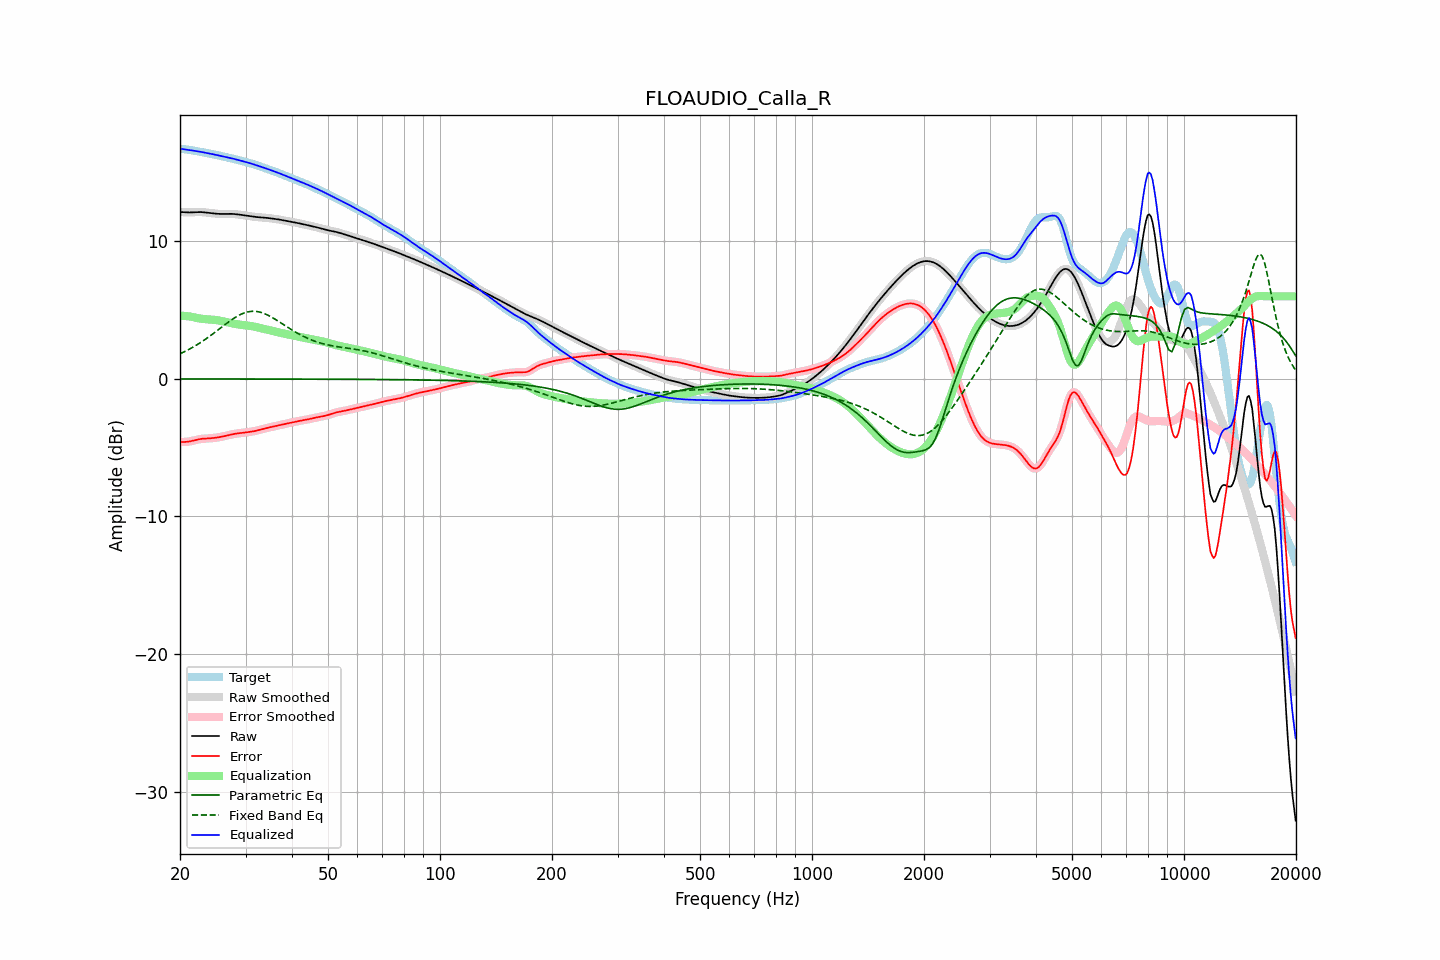 FLOAUDIO_Calla_R
Amplitude (dBr)
10
0
−10
−20
−30
Target
Raw Smoothed
Error Smoothed
Raw
Error
Equalization
Parametric Eq
Fixed Band Eq
Equalized
20
50
100
200
500
1000
2000
5000
10000
20000
Frequency (Hz)